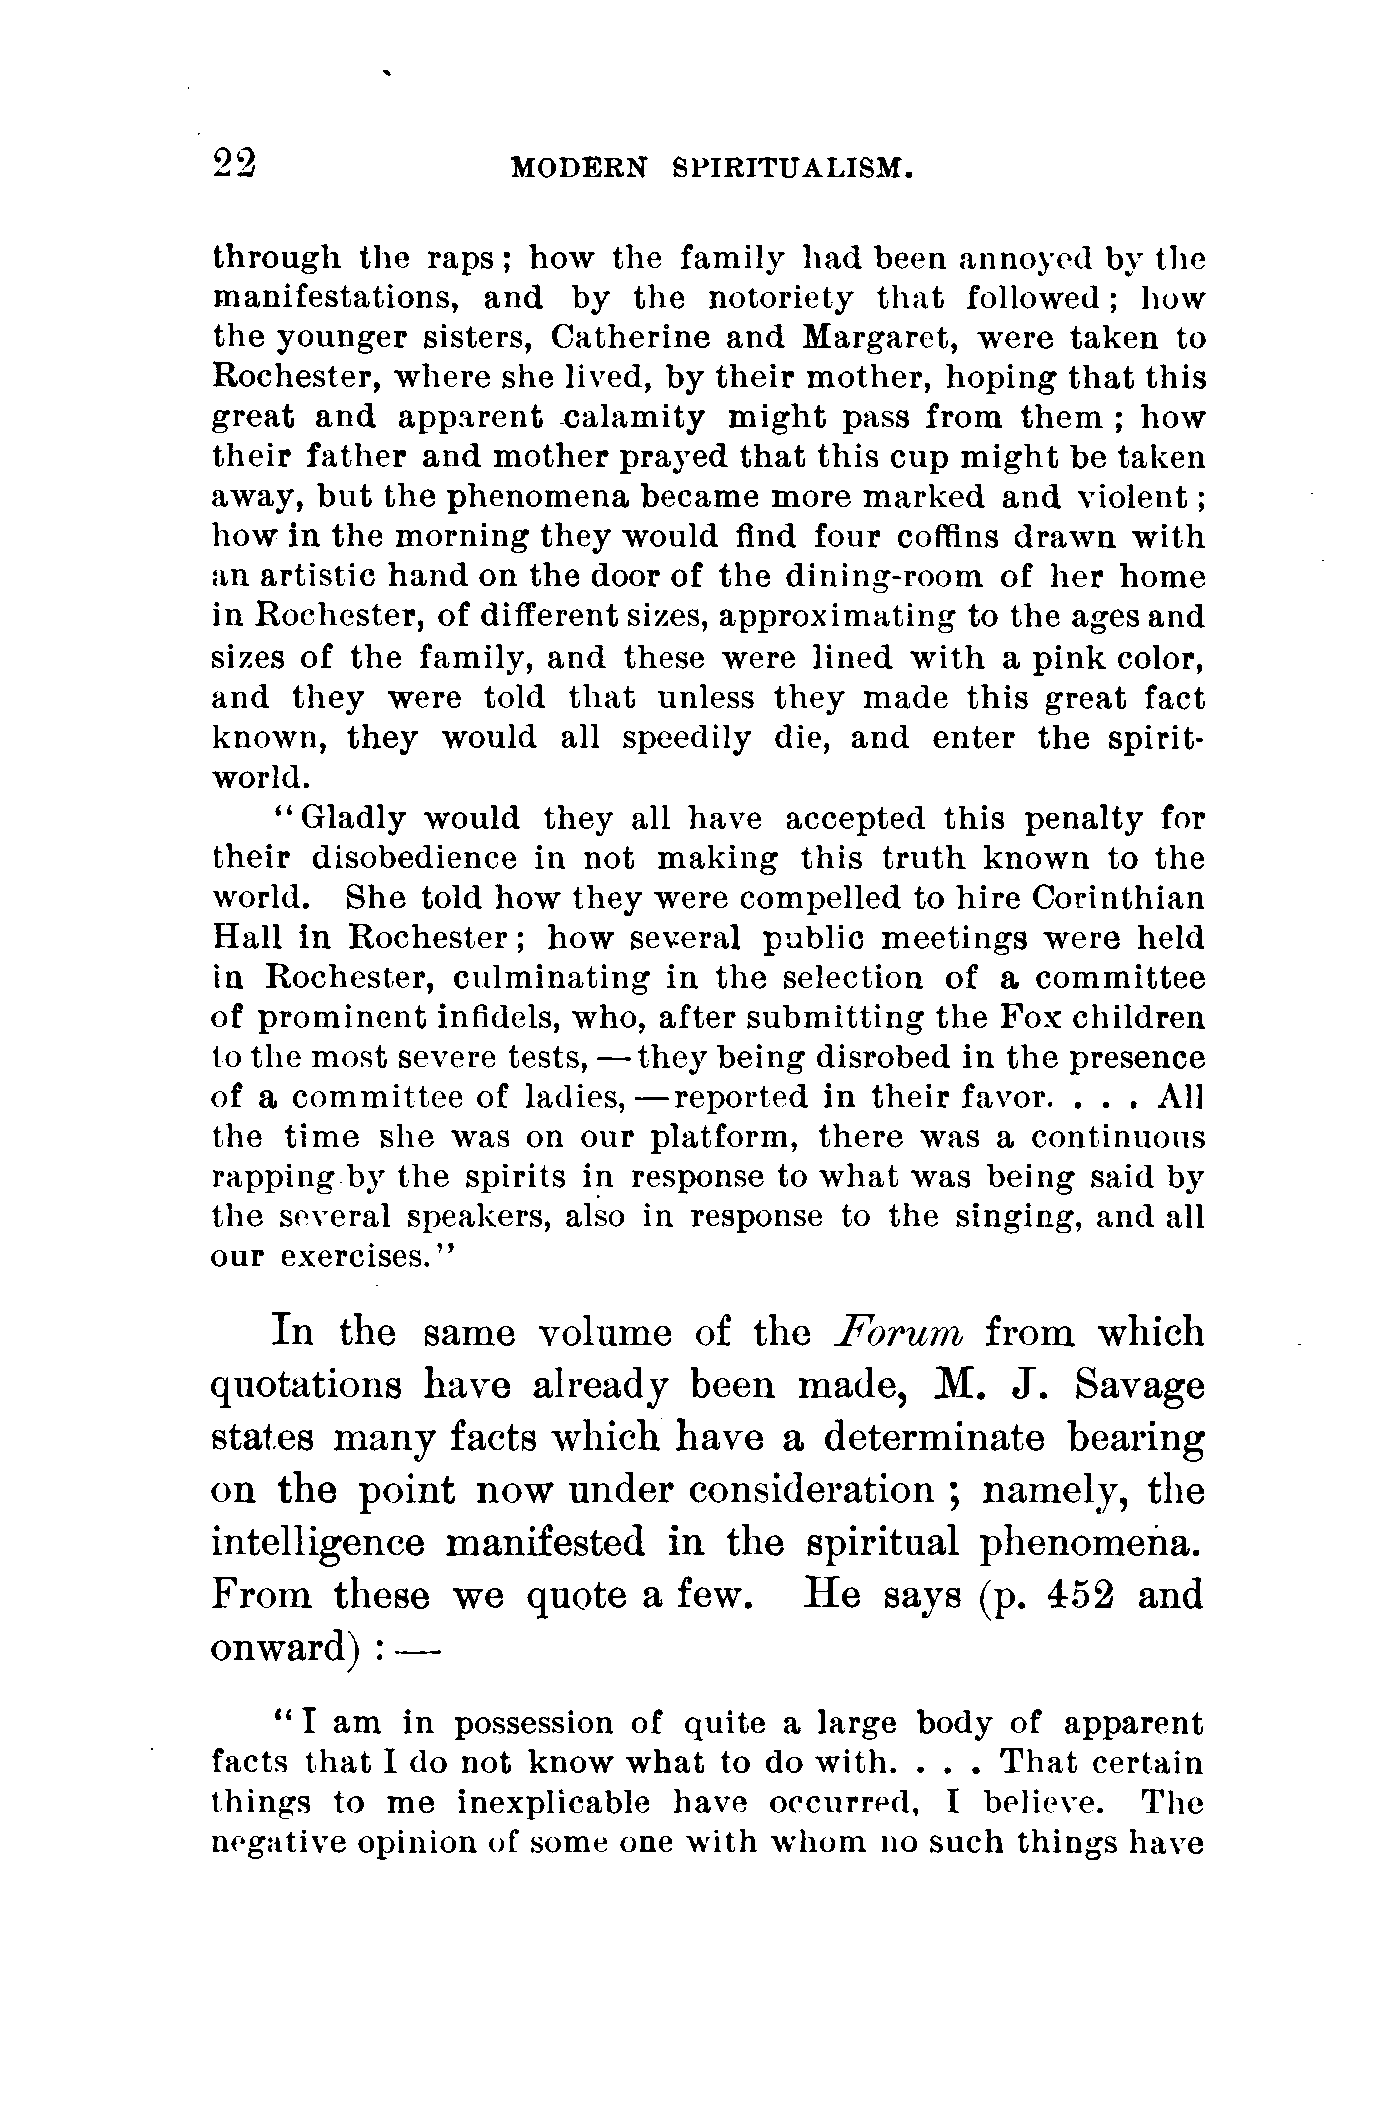 22 MODERN SPIRITUALISM.
through the raps ; how the family had been annoyed by the
manifestations, and by the notoriety that followed ; how
the younger sisters, Catherine and Margaret, were taken to
Rochester, where she lived, by their mother, hoping that this
great and apparent calamity might pass from them ; how
their father and mother prayed that this cup might be taken
away, but the phenomena became more marked and violent ;
how in the morning they would find four coffins drawn with
an artistic hand on the door of the dining-room of her home
in Rochester, of different sizes, approximating to the ages and
sizes of the family, and these were lined with a pink color,
and they were told that unless they made this great fact
known, they would all speedily die, and enter the spirit-
world.
“Gladly would they all have accepted this penalty for
their disobedience in not making this truth known to the
world. She told how they were compelled to hire Corinthian
Hall in Rochester ; how several public meetings were held
in Rochester, culminating in the selection of a committee
of prominent infidels, who, after submitting the Fox children
to the most severe tests, — they being disrobed in the presence
of a committee of ladies, — reported in their favor. . . . All
the time she was on our platform, there was a continuous
rapping by the spirits in response to what was being said by
the several speakers, also in response to the singing, and all
our exercises.”
In the same volume of the Forum from which
quotations have already been made, M. J. Savage
states many facts which have a determinate bearing
on the point now under consideration ; namely, the
intelligence manifested in the spiritual phenomena.
From these we quote a few. He says (p. 452 and
onward) : —
“I am in possession of quite a large body of apparent
facts that I do not know what to do with. . . . That certain
things to me inexplicable have occurred, I believe. The
negative opinion of some one with whom no such things have